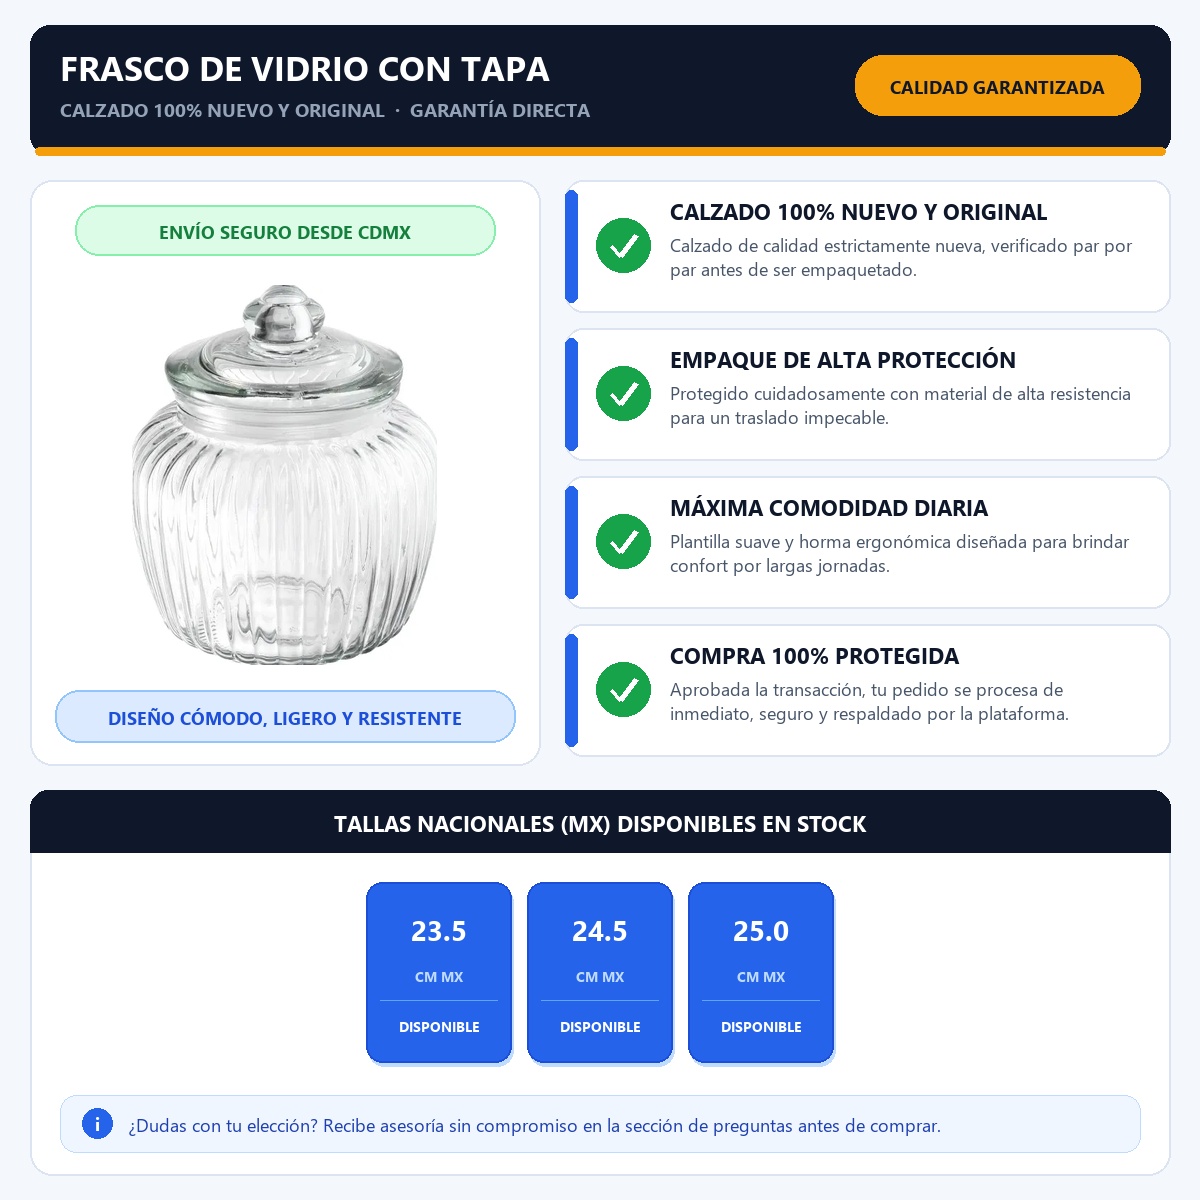 FRASCO DE VIDRIO CON TAPA
CALZADO 100% NUEVO Y ORIGINAL · GARANTÍA DIRECTA
CALIDAD GARANTIZADA
ENVÍO SEGURO DESDE CDMX
DISEÑO CÓMODO, LIGERO Y RESISTENTE
CALZADO 100% NUEVO Y ORIGINAL
Calzado de calidad estrictamente nueva, verificado par por
par antes de ser empaquetado.
EMPAQUE DE ALTA PROTECCIÓN
Protegido cuidadosamente con material de alta resistencia
para un traslado impecable.
MÁXIMA COMODIDAD DIARIA
Plantilla suave y horma ergonómica diseñada para brindar
confort por largas jornadas.
COMPRA 100% PROTEGIDA
Aprobada la transacción, tu pedido se procesa de
inmediato, seguro y respaldado por la plataforma.
TALLAS NACIONALES (MX) DISPONIBLES EN STOCK
23.5
CM MX
DISPONIBLE
24.5
CM MX
DISPONIBLE
25.0
CM MX
DISPONIBLE
¿Dudas con tu elección? Recibe asesoría sin compromiso en la sección de preguntas antes de comprar.